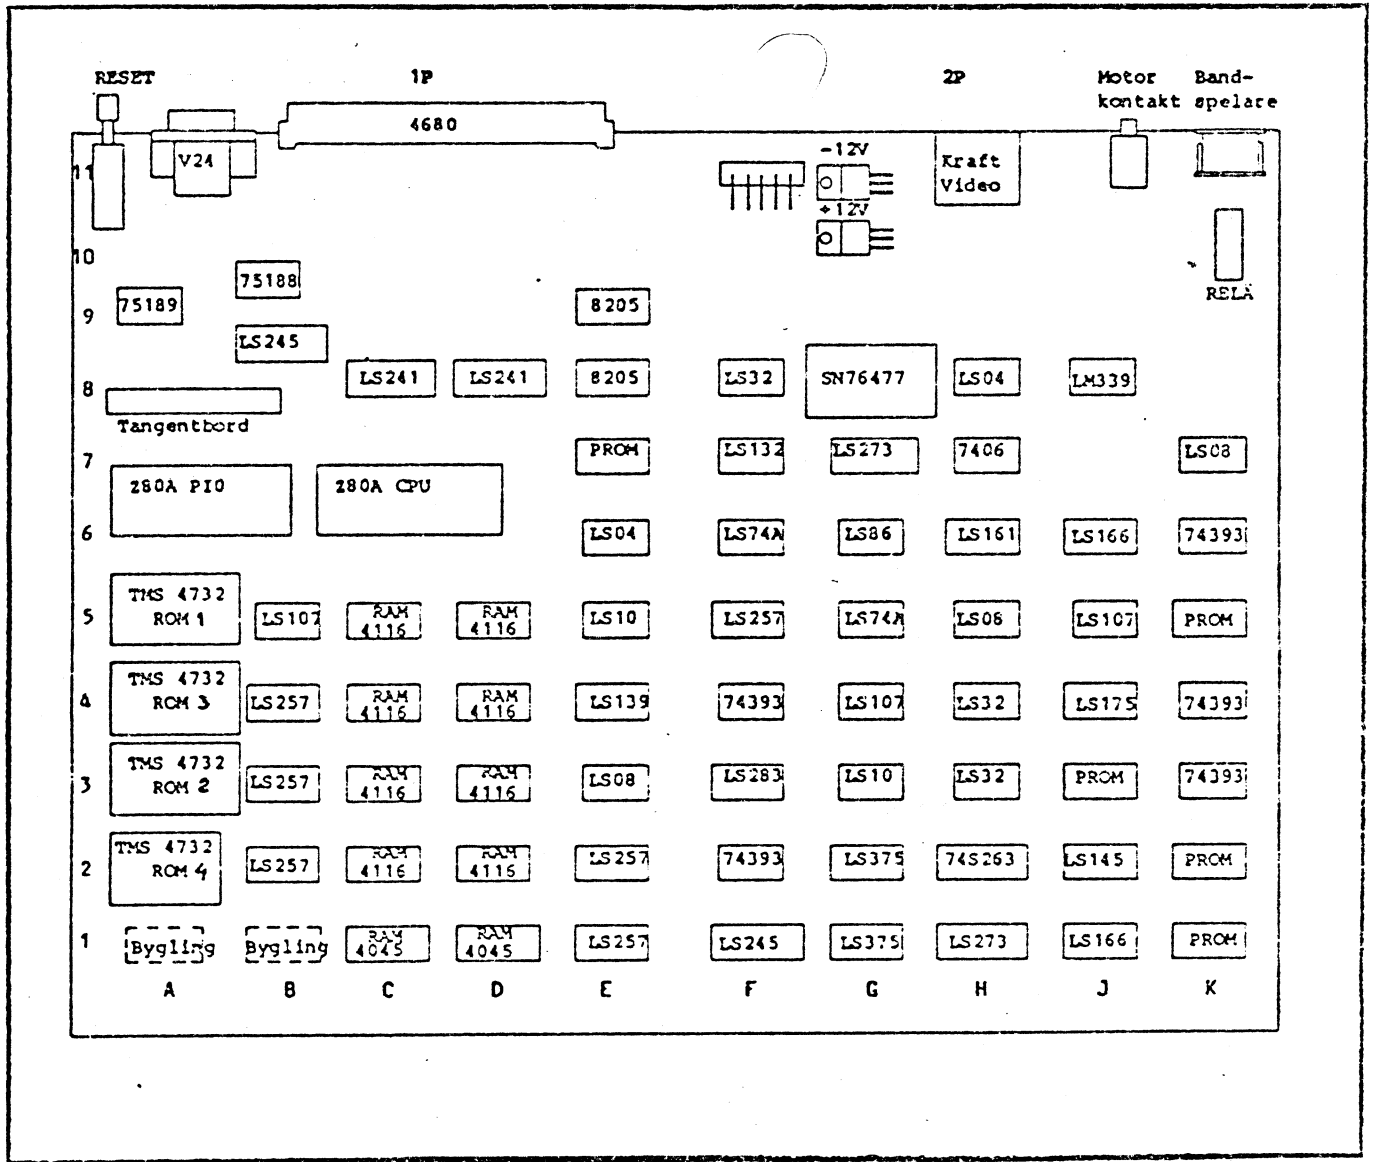 RESET 1P 2P Motor Band-
kontakt spelare
4680
V24 -12V Kraft
11 Video
+12V
10
75188 RELÄ
9 75189 8205
LS245
8 LS241 LS241 8205 LS32 SN76477 LS04 LM339
Tangentbord
7 PROM LS132 LS273 7406 LS08
Z80A PIO Z80A CPU
6 LS04 LS74A LS86 LS161 LS166 74393
TMS 4732 RAM RAM
5 ROM 1 LS107 4116 4116 LS10 LS257 LS74A LS08 LS107 PROM
TMS 4732 RAM RAM
4 ROM 3 LS257 4116 4116 LS139 74393 LS107 LS32 LS175 74393
TMS 4732 RAM RAM
3 ROM 2 LS257 4116 4116 LS08 LS283 LS10 LS32 PROM 74393
TMS 4732 RAM RAM
2 ROM 4 LS257 4116 4116 LS257 74393 LS375 74S263 LS145 PROM
RAM RAM
1 Bygling Bygling 4045 4045 LS257 LS245 LS375 LS273 LS166 PROM
A B C D E F G H J K